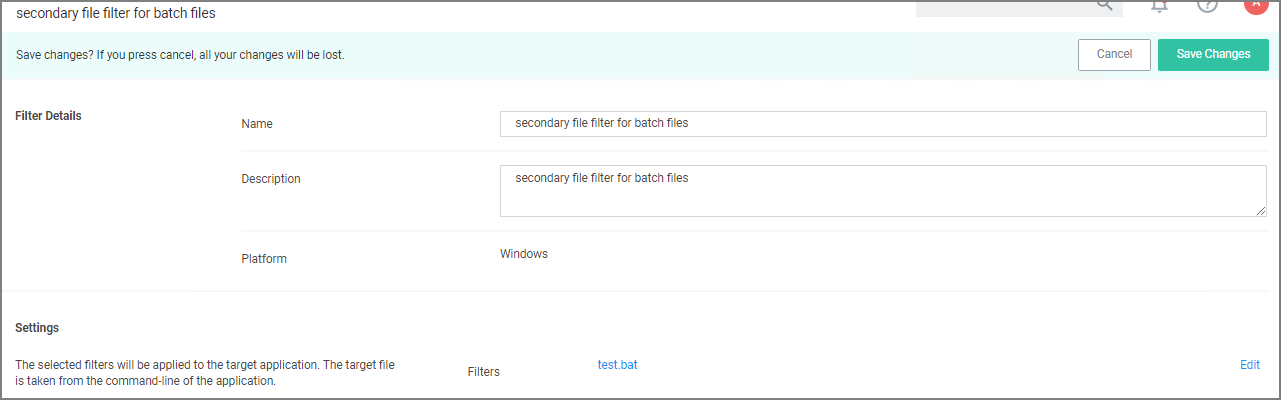 secondary file filter for batch files
A
Save changes? If you press cancel, all your changes will be lost.
Cancel
Save Changes
Filter Details
Name
secondary file filter for batch files
Description
secondary file filter for batch files
Platform
Windows
Settings
The selected filters will be applied to the target application. The target file
is taken from the command-line of the application.
Filters
test.bat
Edit